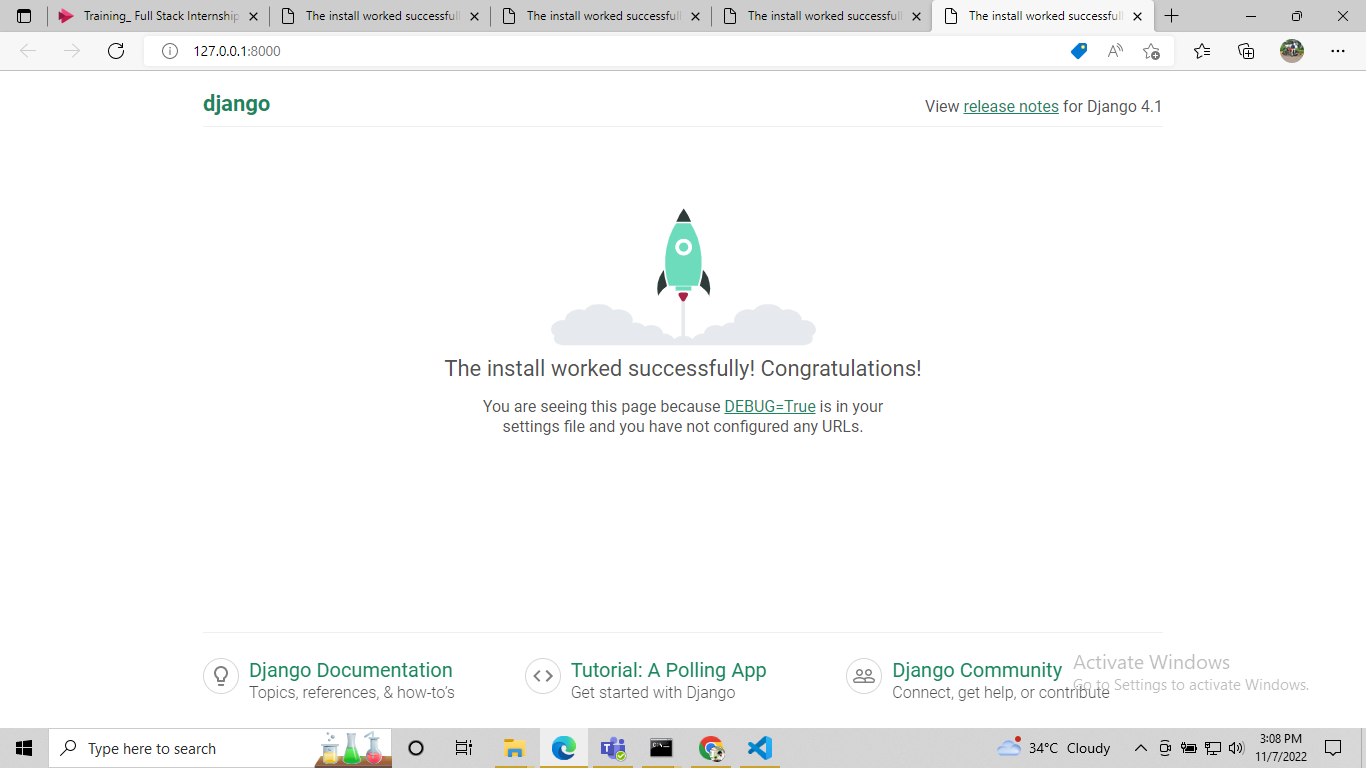 Training_ Full Stack Internship
The install worked successfull
The install worked successfull
The install worked successfull
The install worked successfull
127.0.0.1:8000
django
View release notes for Django 4.1
The install worked successfully! Congratulations!
You are seeing this page because DEBUG=True is in your
settings file and you have not configured any URLs.
Django Documentation
Topics, references, & how-to's
Tutorial: A Polling App
Get started with Django
Django Community
Connect, get help, or contribute
Activate Windows
Go to Settings to activate Windows.
Type here to search
34°C Cloudy
3:08 PM
11/7/2022